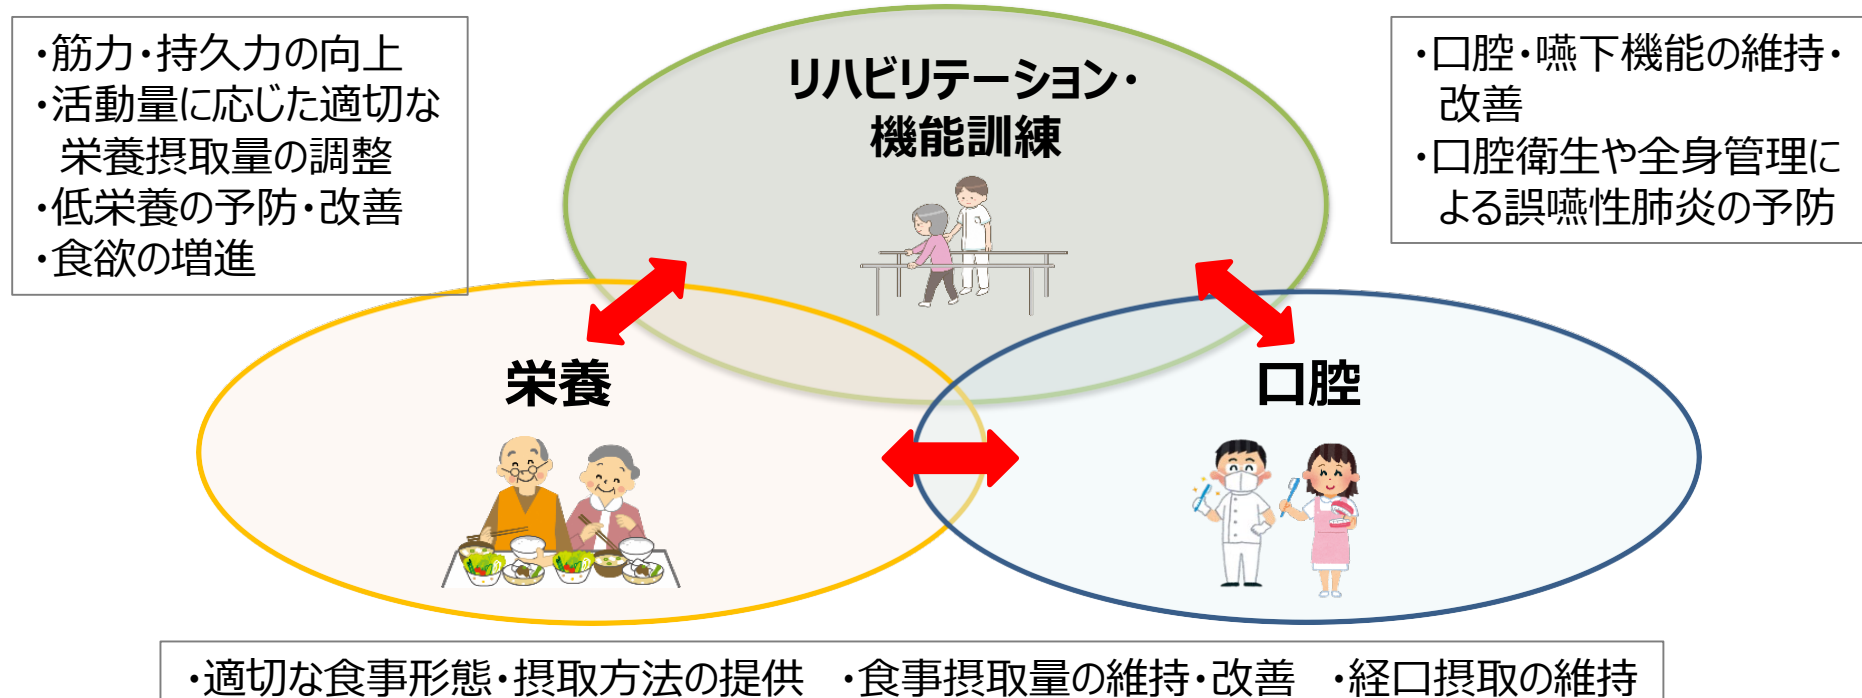 ・筋力・持久力の向上
・活動量に応じた適切な
栄養摂取量の調整
・低栄養の予防・改善
・食欲の増進
リハビリテーション・
機能訓練
・口腔・嚥下機能の維持・
改善
・口腔衛生や全身管理に
よる誤嚥性肺炎の予防
栄養
口腔
・適切な食事形態・摂取方法の提供　・食事摂取量の維持・改善　・経口摂取の維持